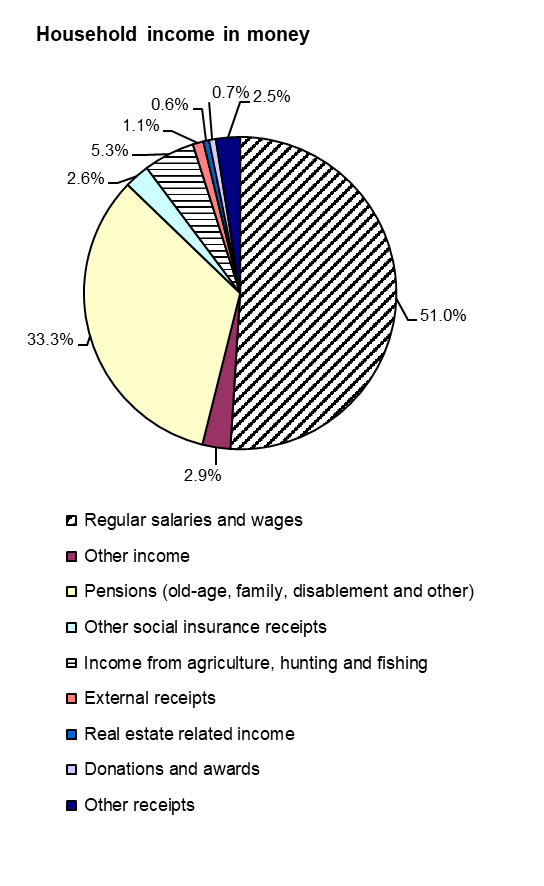 Household income in money
0.7%
2.5%
0.6%
1.1%
5.3%
2.6%
51.0%
33.3%
2.9%
Regular salaries and wages
Other income
Pensions (old-age, family, disablement and other)
Other social insurance receipts
Income from agriculture, hunting and fishing
External receipts
Real estate related income
Donations and awards
Other receipts